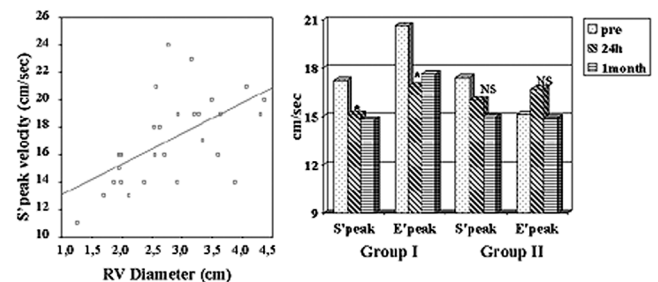 S'peak velocity (cm/sec)
26
24
22
20
18
16
14
12
10
1,0 1,5 2,0 2,5 3,0 3,5 4,0 4,5
RV Diameter (cm)
cm/sec
21
18
15
12
9
*
*
NS
NS
S'peak E'peak S'peak E'peak
Group I Group II
pre
24h
1month